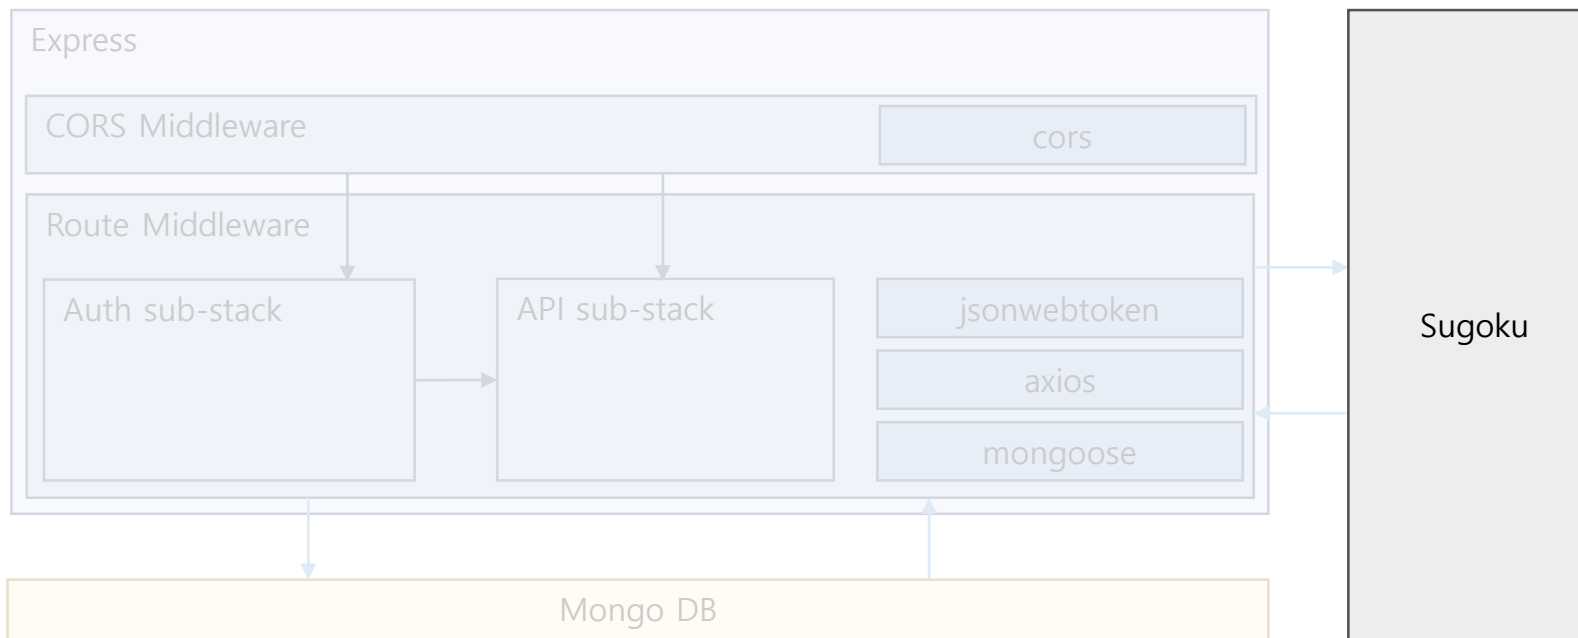 Express
CORS Middleware
cors
Route Middleware
Auth sub-stack
API sub-stack
jsonwebtoken
axios
mongoose
Sugoku
Mongo DB